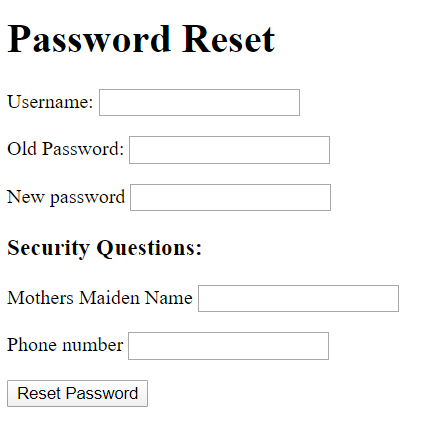 Password Reset
Username:
Old Password:
New password
Security Questions:
Mothers Maiden Name
Phone number
Reset Password